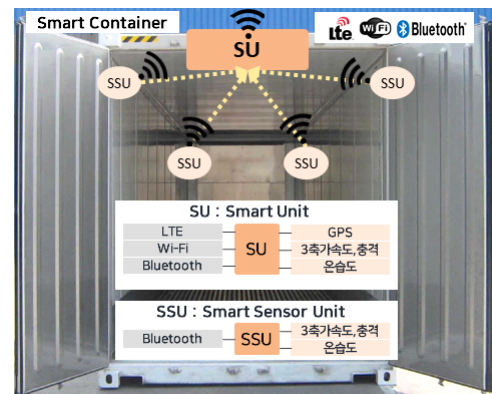 Smart Container
LTE WiFi Bluetooth®
SU
SSU
SSU
SSU
SSU
SU : Smart Unit
LTE
Wi-Fi
Bluetooth
SU
GPS
3축가속도,충격
온습도
SSU : Smart Sensor Unit
Bluetooth
SSU
3축가속도,충격
온습도